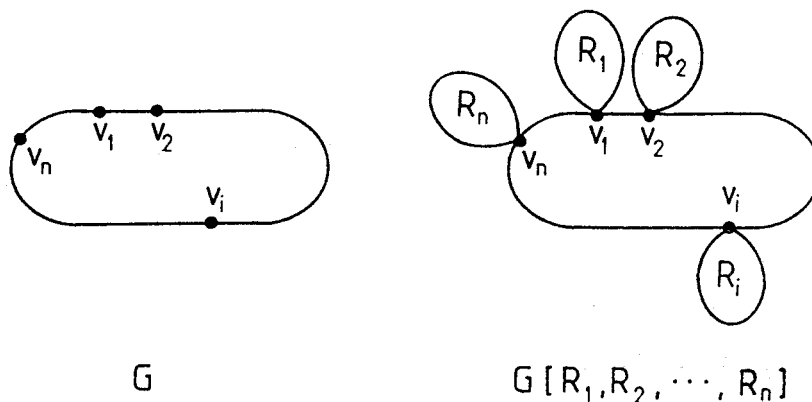 R₁ R₂
Rₙ
v₁ v₂ v₁ v₂
vₙ vₙ
vᵢ vᵢ
Rᵢ
G G [R₁, R₂, ⋯, Rₙ]